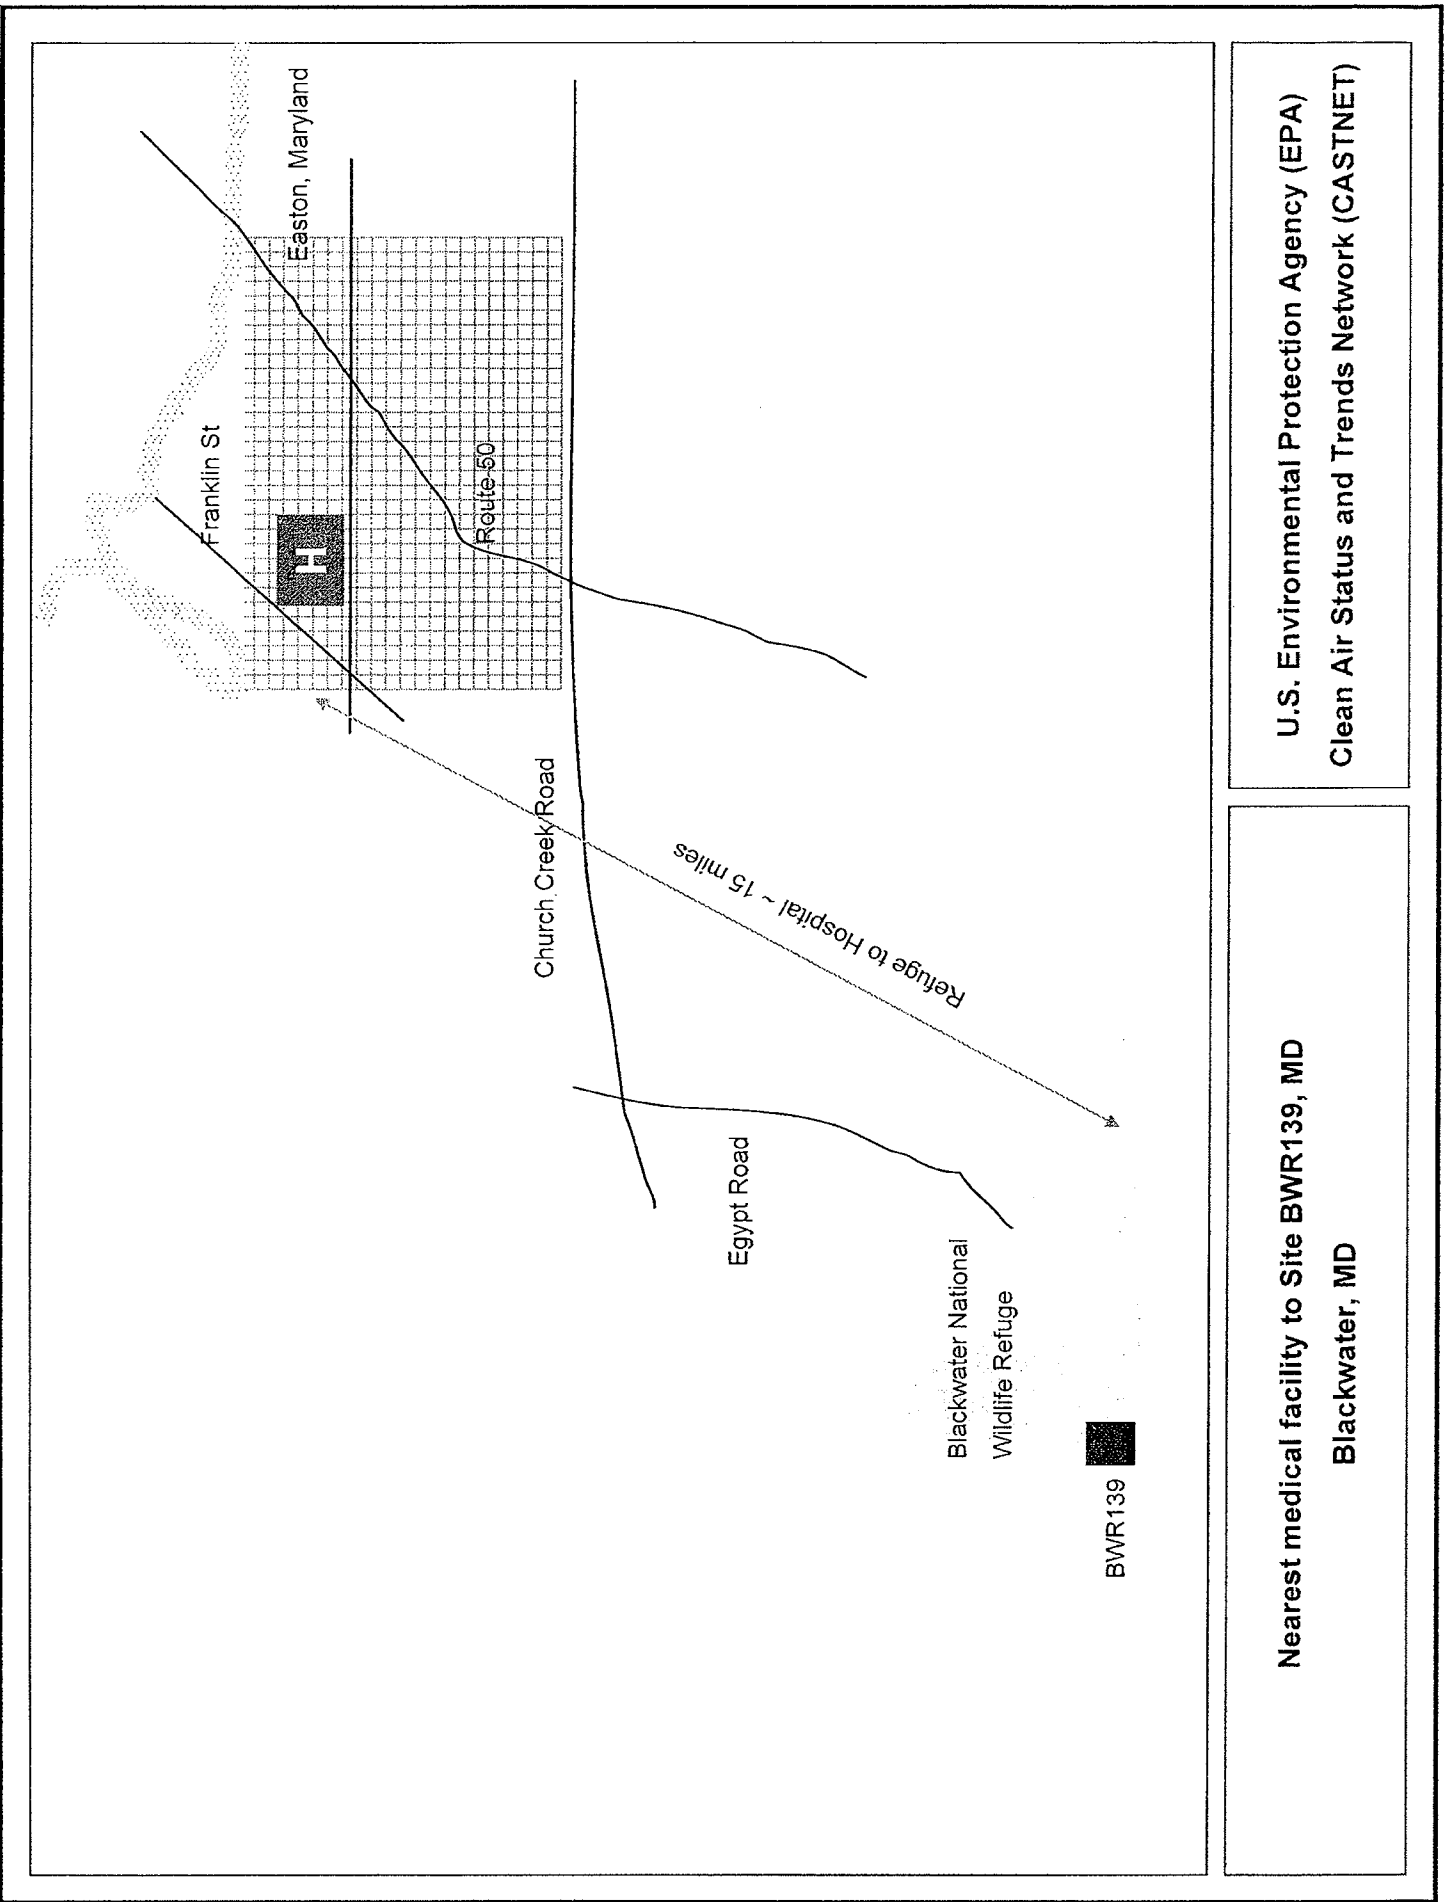 Easton, Maryland
Franklin St
H
Route 50
Church Creek Road
Refuge to Hospital ~ 15 miles
Egypt Road
Blackwater National
Wildlife Refuge
BWR139
Nearest medical facility to Site BWR139, MD
Blackwater, MD
U.S. Environmental Protection Agency (EPA)
Clean Air Status and Trends Network (CASTNET)